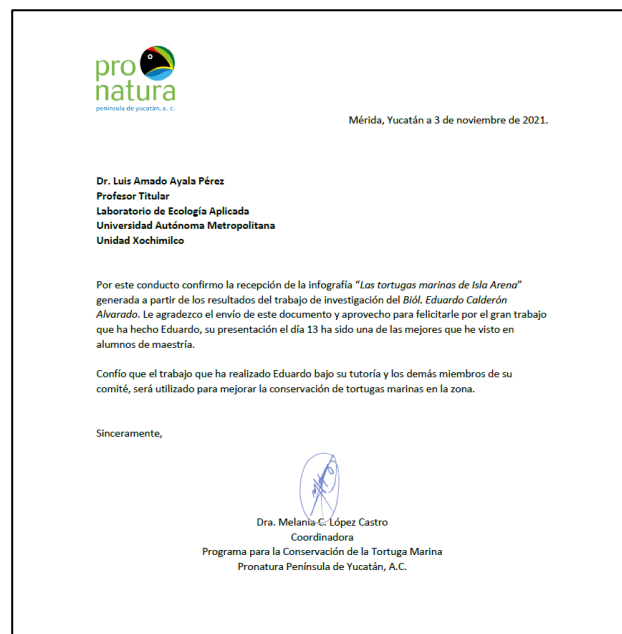 pro
natura
península de yucatán, a. c.
Mérida, Yucatán a 3 de noviembre de 2021.
Dr. Luis Amado Ayala Pérez
Profesor Titular
Laboratorio de Ecología Aplicada
Universidad Autónoma Metropolitana
Unidad Xochimilco
Por este conducto confirmo la recepción de la infografía “Las tortugas marinas de Isla Arena”
generada a partir de los resultados del trabajo de investigación del Biól. Eduardo Calderón
Alvarado. Le agradezco el envío de este documento y aprovecho para felicitarle por el gran trabajo
que ha hecho Eduardo, su presentación el día 13 ha sido una de las mejores que he visto en
alumnos de maestría.
Confío que el trabajo que ha realizado Eduardo bajo su tutoría y los demás miembros de su
comité, será utilizado para mejorar la conservación de tortugas marinas en la zona.
Sinceramente,
Dra. Melania C. López Castro
Coordinadora
Programa para la Conservación de la Tortuga Marina
Pronatura Península de Yucatán, A.C.